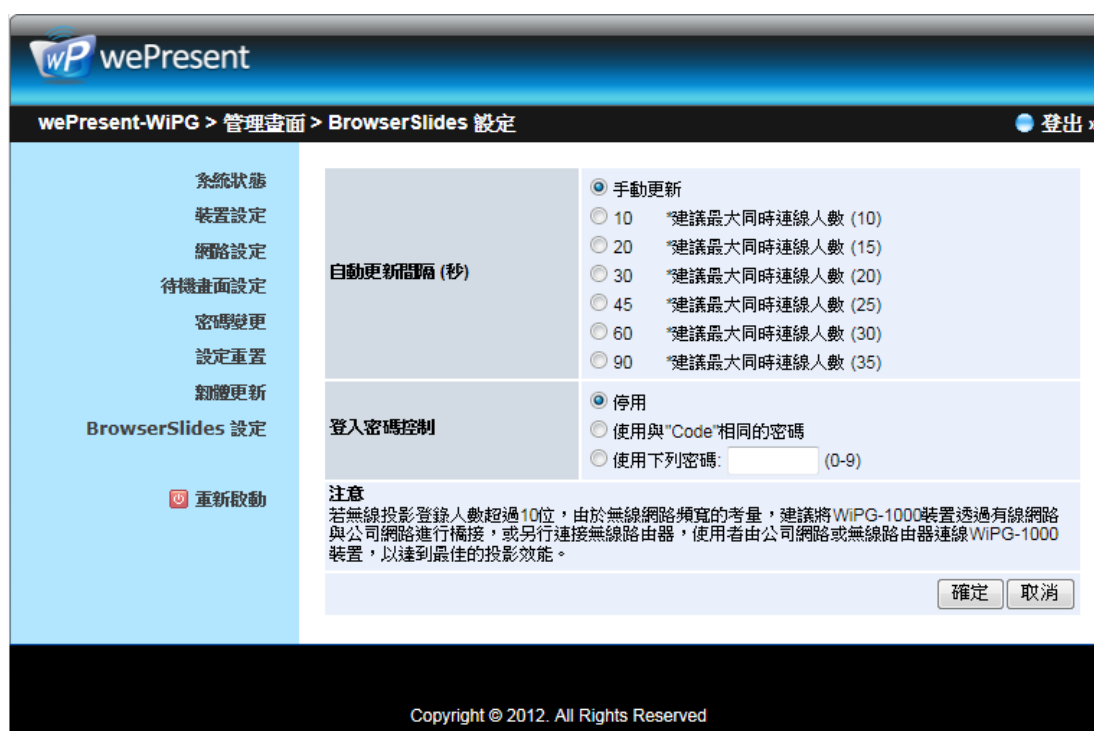 wP wePresent
wePresent-WiPG > 管理畫面 > BrowserSlides 設定
登出 »
系統狀態
裝置設定
網路設定
待機畫面設定
密碼變更
設定重置
韌體更新
BrowserSlides 設定
重新啟動
自動更新間隔 (秒)
手動更新
10 *建議最大同時連線人數 (10)
20 *建議最大同時連線人數 (15)
30 *建議最大同時連線人數 (20)
45 *建議最大同時連線人數 (25)
60 *建議最大同時連線人數 (30)
90 *建議最大同時連線人數 (35)
登入密碼控制
停用
使用與"Code"相同的密碼
使用下列密碼: (0-9)
注意
若無線投影登錄人數超過10位，由於無線網路頻寬的考量，建議將WiPG-1000裝置透過有線網路
與公司網路進行橋接，或另行連接無線路由器，使用者由公司網路或無線路由器連線WiPG-1000
裝置，以達到最佳的投影效能。
確定 取消
Copyright © 2012. All Rights Reserved